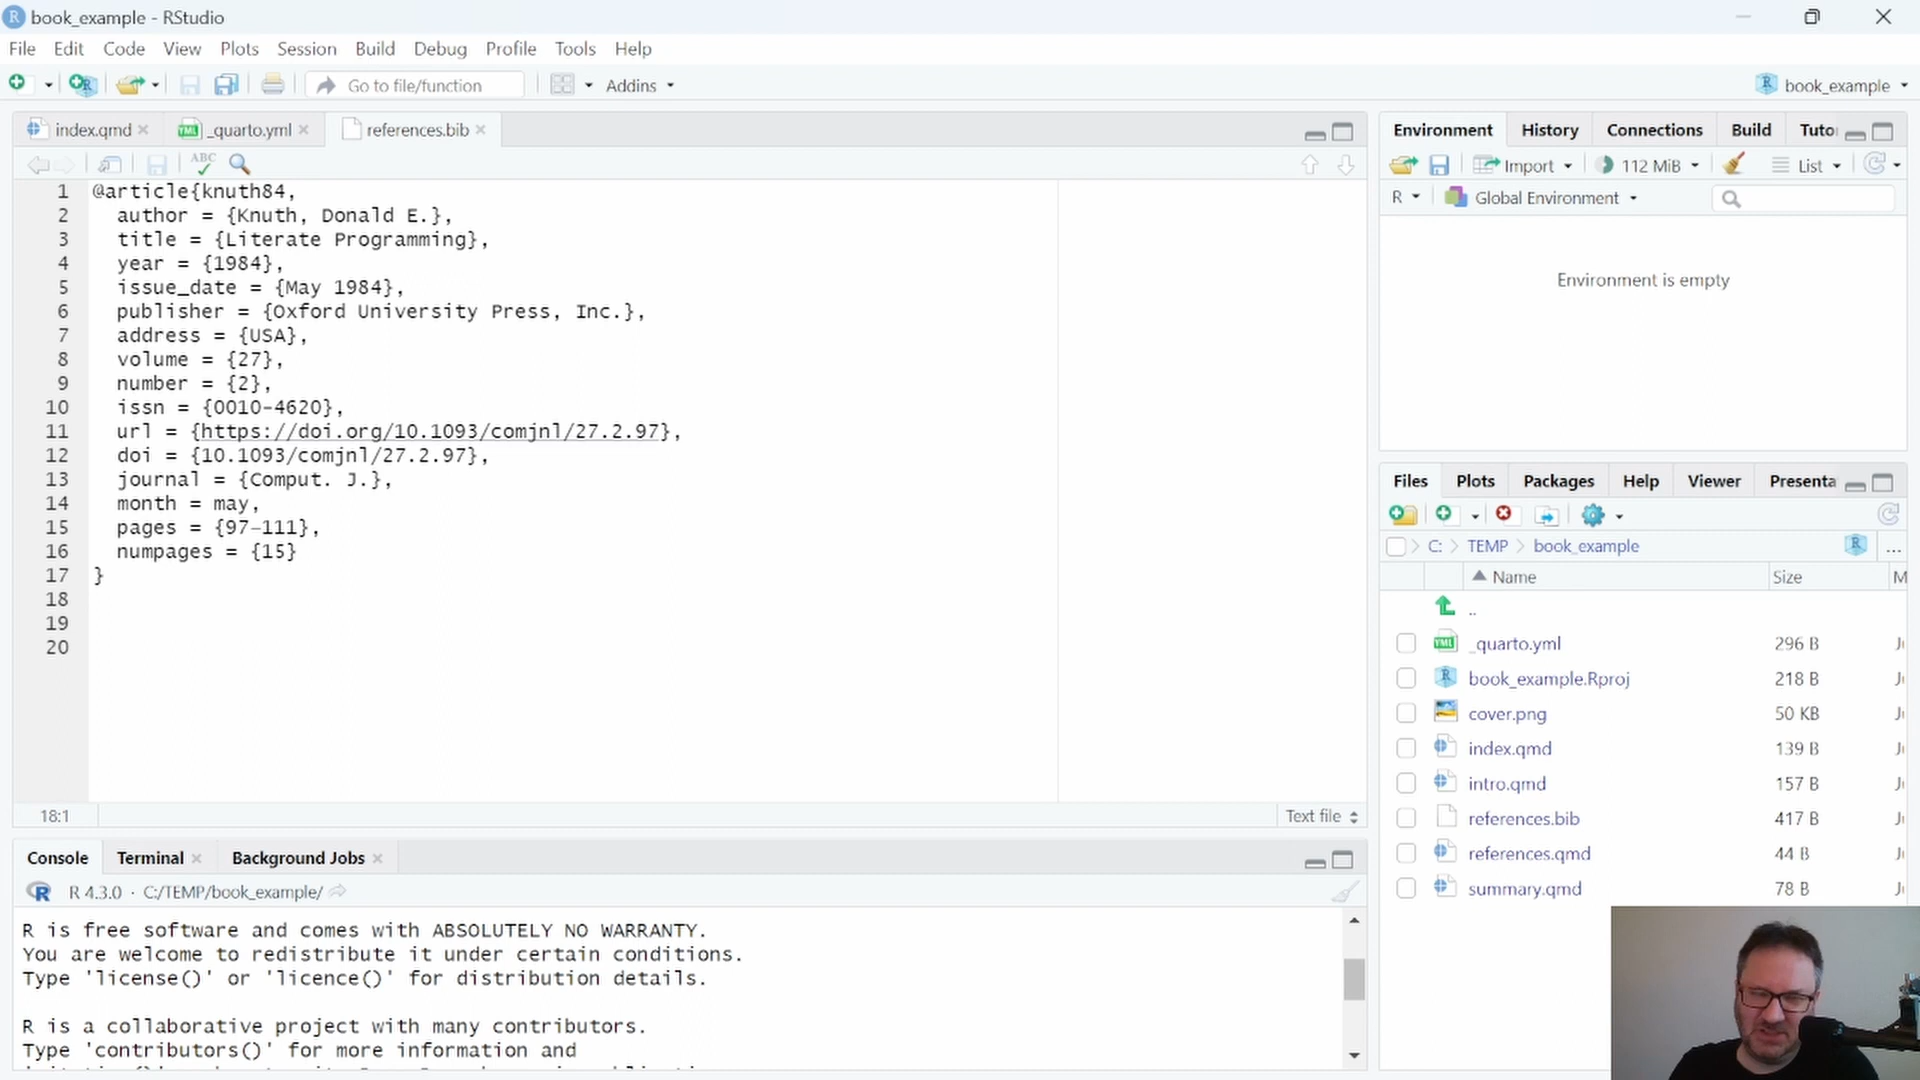 book_example - RStudio
File Edit Code View Plots Session Build Debug Profile Tools Help
Go to file/function Addins book_example
index.qmd _quarto.yml references.bib
ABC
1 @article{knuth84,
2 author = {Knuth, Donald E.},
3 title = {Literate Programming},
4 year = {1984},
5 issue_date = {May 1984},
6 publisher = {Oxford University Press, Inc.},
7 address = {USA},
8 volume = {27},
9 number = {2},
10 issn = {0010-4620},
11 url = {https://doi.org/10.1093/comjnl/27.2.97},
12 doi = {10.1093/comjnl/27.2.97},
13 journal = {Comput. J.},
14 month = may,
15 pages = {97–111},
16 numpages = {15}
17 }
18
19
20
18:1 Text file
Console Terminal Background Jobs
R 4.3.0 · C:/TEMP/book_example/
R is free software and comes with ABSOLUTELY NO WARRANTY.
You are welcome to redistribute it under certain conditions.
Type 'license()' or 'licence()' for distribution details.
R is a collaborative project with many contributors.
Type 'contributors()' for more information and
Environment History Connections Build Tuto
Import 112 MiB List
R Global Environment
Environment is empty
Files Plots Packages Help Viewer Presenta
C: TEMP book_example ...
Name Size M
..
_quarto.yml 296 B
book_example.Rproj 218 B
cover.png 50 KB
index.qmd 139 B
intro.qmd 157 B
references.bib 417 B
references.qmd 44 B
summary.qmd 78 B